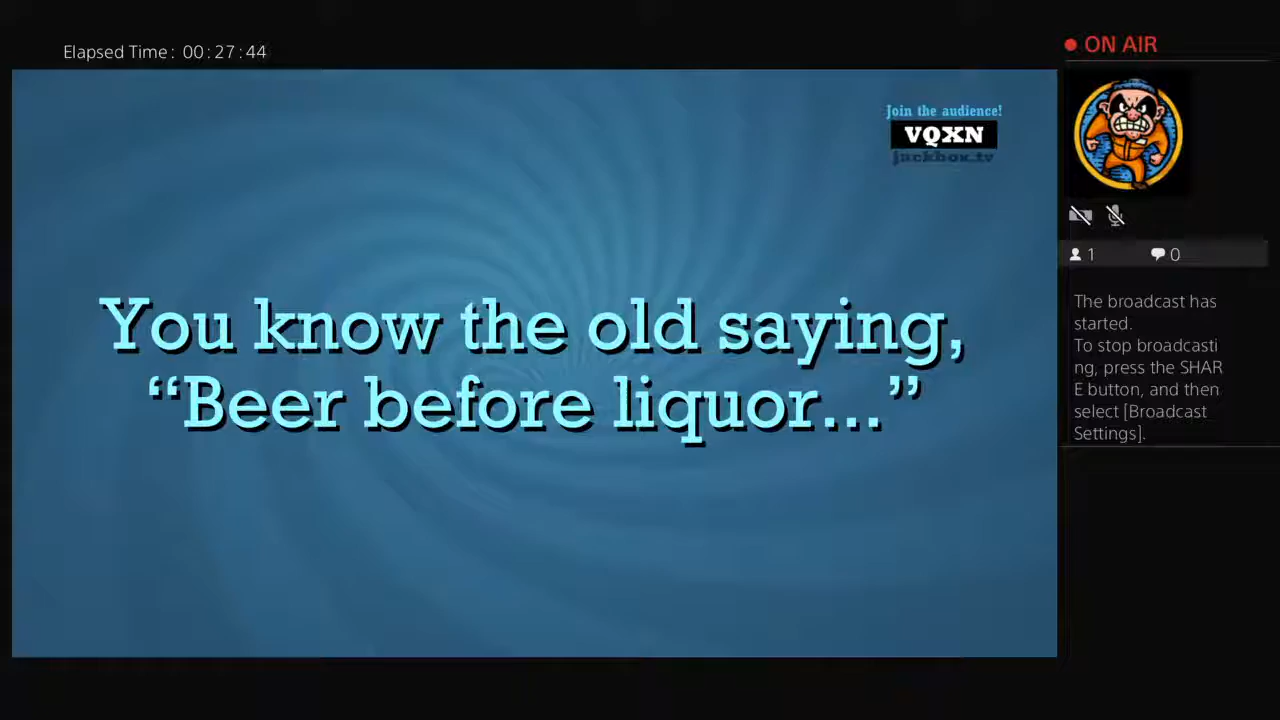 Elapsed Time: 00:27:44
ON AIR
Join the audience!
VQXN
jackbox.tv
You know the old saying,
“Beer before liquor...”
1
0
The broadcast has
started.
To stop broadcasti
ng, press the SHAR
E button, and then
select [Broadcast
Settings].